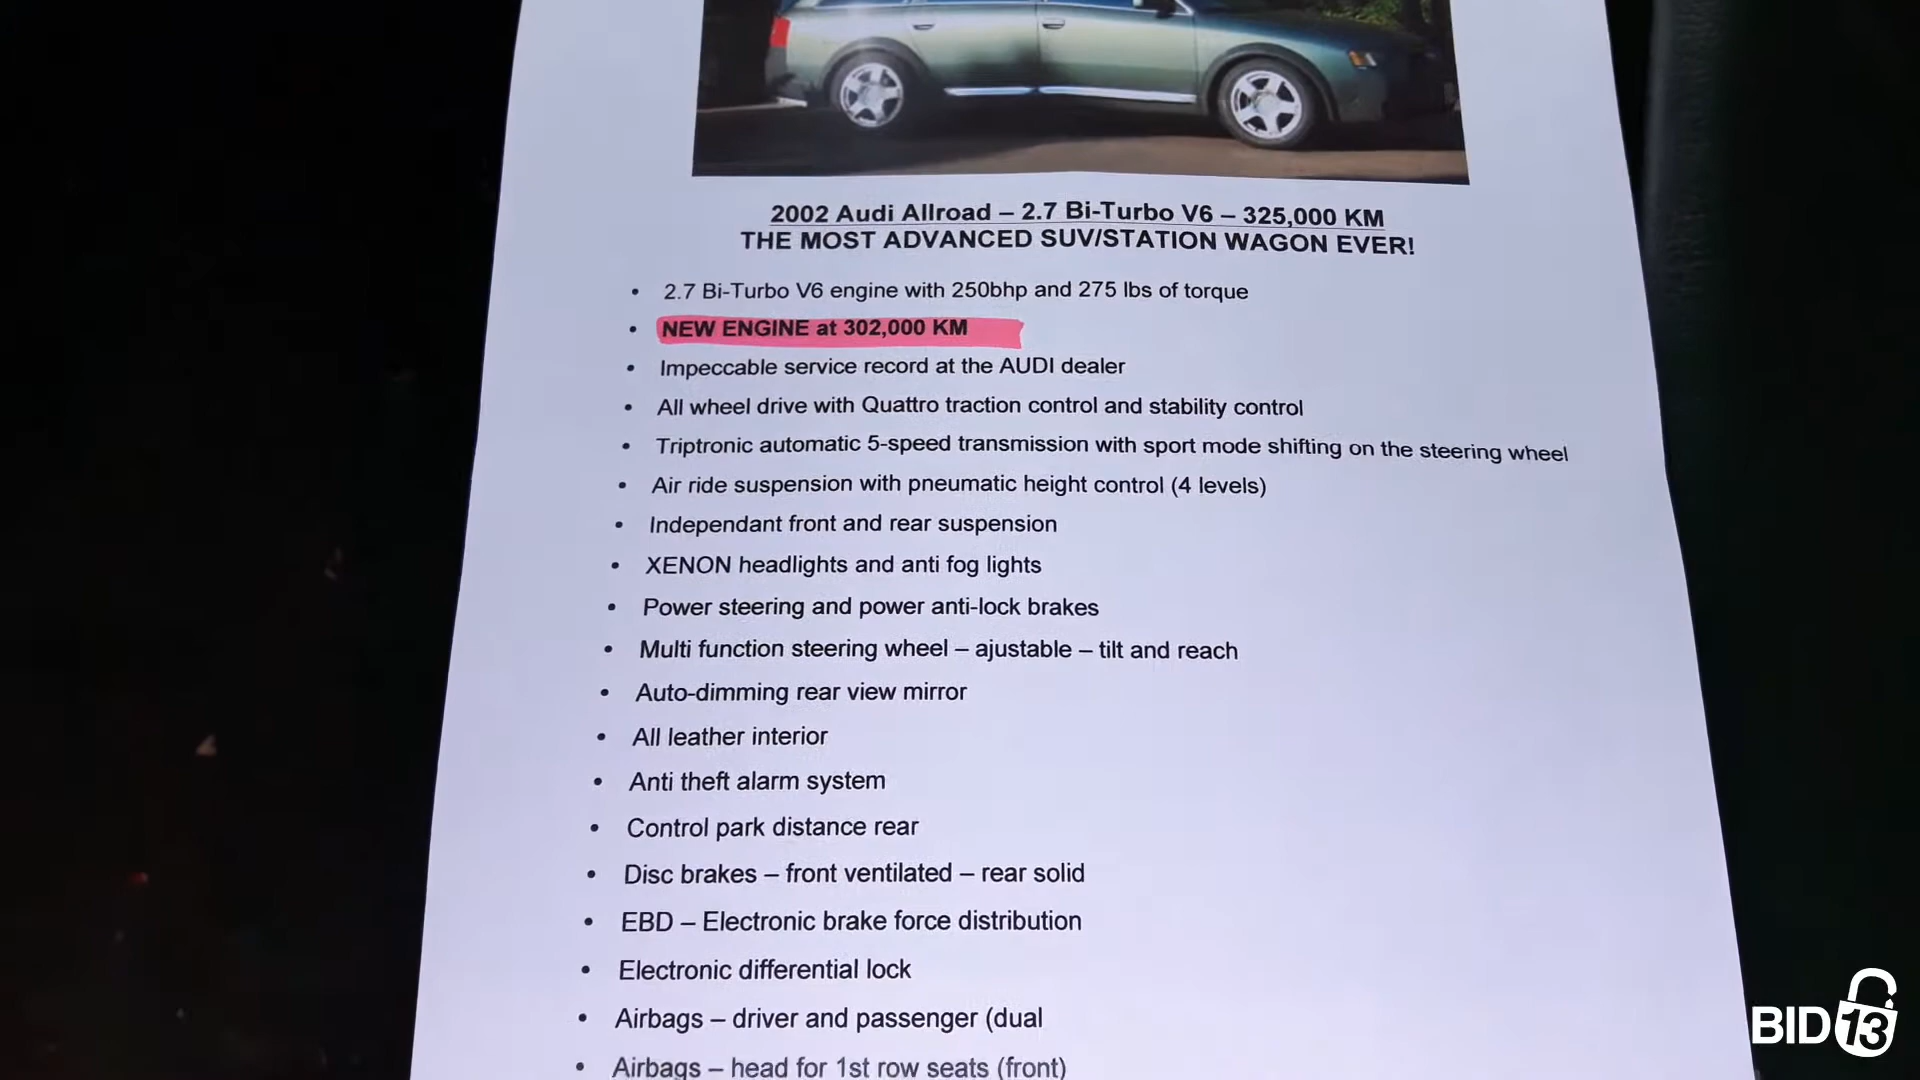 2002 Audi Allroad – 2.7 Bi-Turbo V6 – 325,000 KM
THE MOST ADVANCED SUV/STATION WAGON EVER!
• 2.7 Bi-Turbo V6 engine with 250bhp and 275 lbs of torque
• NEW ENGINE at 302,000 KM
• Impeccable service record at the AUDI dealer
• All wheel drive with Quattro traction control and stability control
• Triptronic automatic 5-speed transmission with sport mode shifting on the steering wheel
• Air ride suspension with pneumatic height control (4 levels)
• Independant front and rear suspension
• XENON headlights and anti fog lights
• Power steering and power anti-lock brakes
• Multi function steering wheel – ajustable – tilt and reach
• Auto-dimming rear view mirror
• All leather interior
• Anti theft alarm system
• Control park distance rear
• Disc brakes – front ventilated – rear solid
• EBD – Electronic brake force distribution
• Electronic differential lock
• Airbags – driver and passenger (dual
• Airbags – head for 1st row seats (front)
BID13